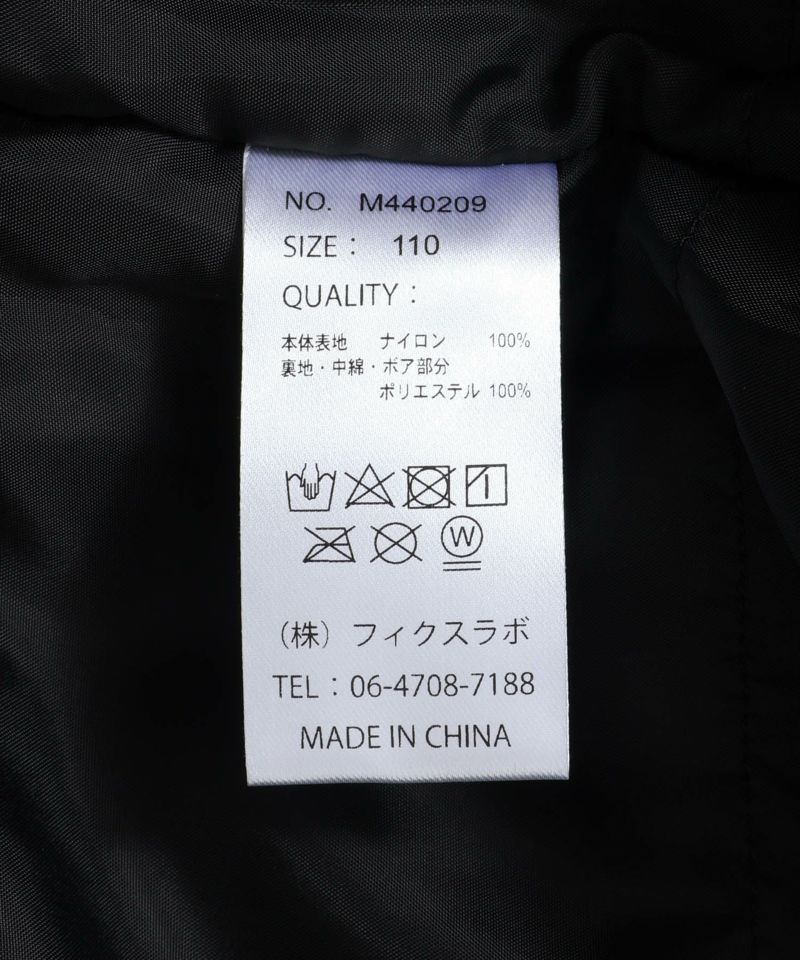 NO. M440209
SIZE： 110
QUALITY：
本体表地 ナイロン 100%
裏地・中綿・ボア部分
ポリエステル 100%
W
（株）フィクスラボ
TEL：06-4708-7188
MADE IN CHINA